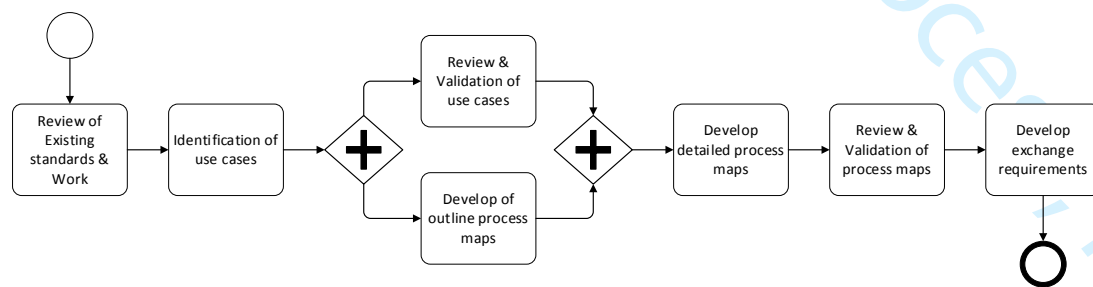 Review of
Existing
standards &
Work
Identification of
use cases
Review &
Validation of
use cases
Develop of
outline process
maps
Develop
detailed process
maps
Review &
Validation of
process maps
Develop
exchange
requirements